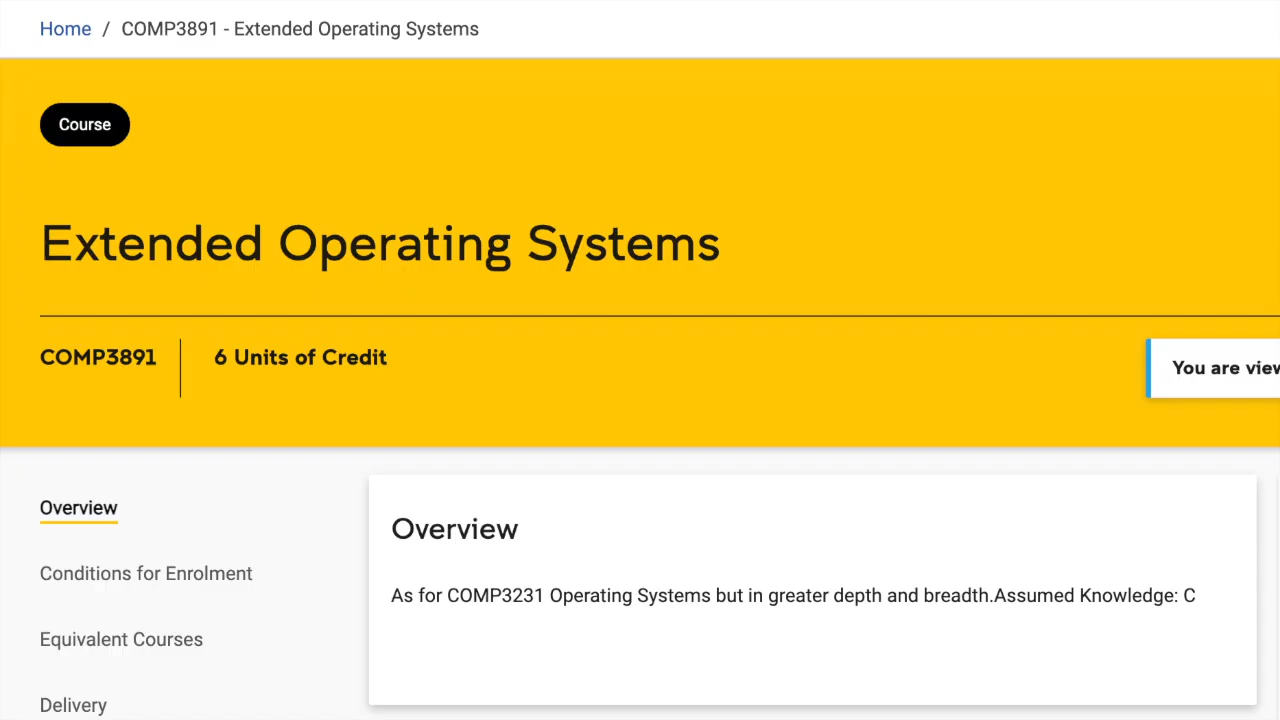 Home / COMP3891 - Extended Operating Systems
Course
Extended Operating Systems
COMP3891
6 Units of Credit
You are
Overview
Conditions for Enrolment
Equivalent Courses
Delivery
Overview
As for COMP3231 Operating Systems but in greater depth and breadth.Assumed Knowledge: C